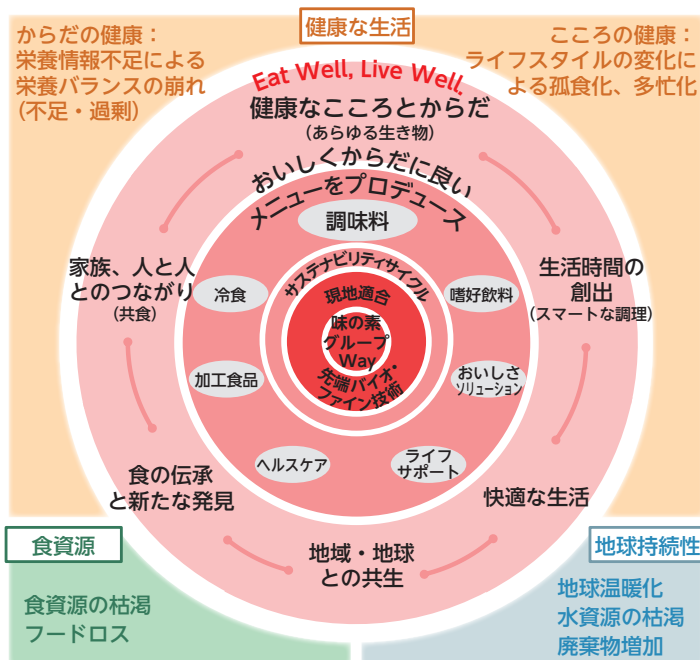 健康な生活
からだの健康：
栄養情報不足による
栄養バランスの崩れ
（不足・過剰）
こころの健康：
ライフスタイルの変化に
よる孤食化、多忙化
Eat Well, Live Well.
健康なこころとからだ
（あらゆる生き物）
おいしくからだに良い
メニューをプロデュース
調味料
サステナビリティサイクル
家族、人と人
とのつながり
（共食）
冷食
現地適合
嗜好飲料
生活時間の
創出
（スマートな調理）
味の素
グループ
Way
加工食品
先端バイオ・
ファイン技術
おいしさ
ソリューション
ヘルスケア
ライフ
サポート
食の伝承
と新たな発見
快適な生活
地域・地球
との共生
食資源
食資源の枯渇
フードロス
地球持続性
地球温暖化
水資源の枯渇
廃棄物増加